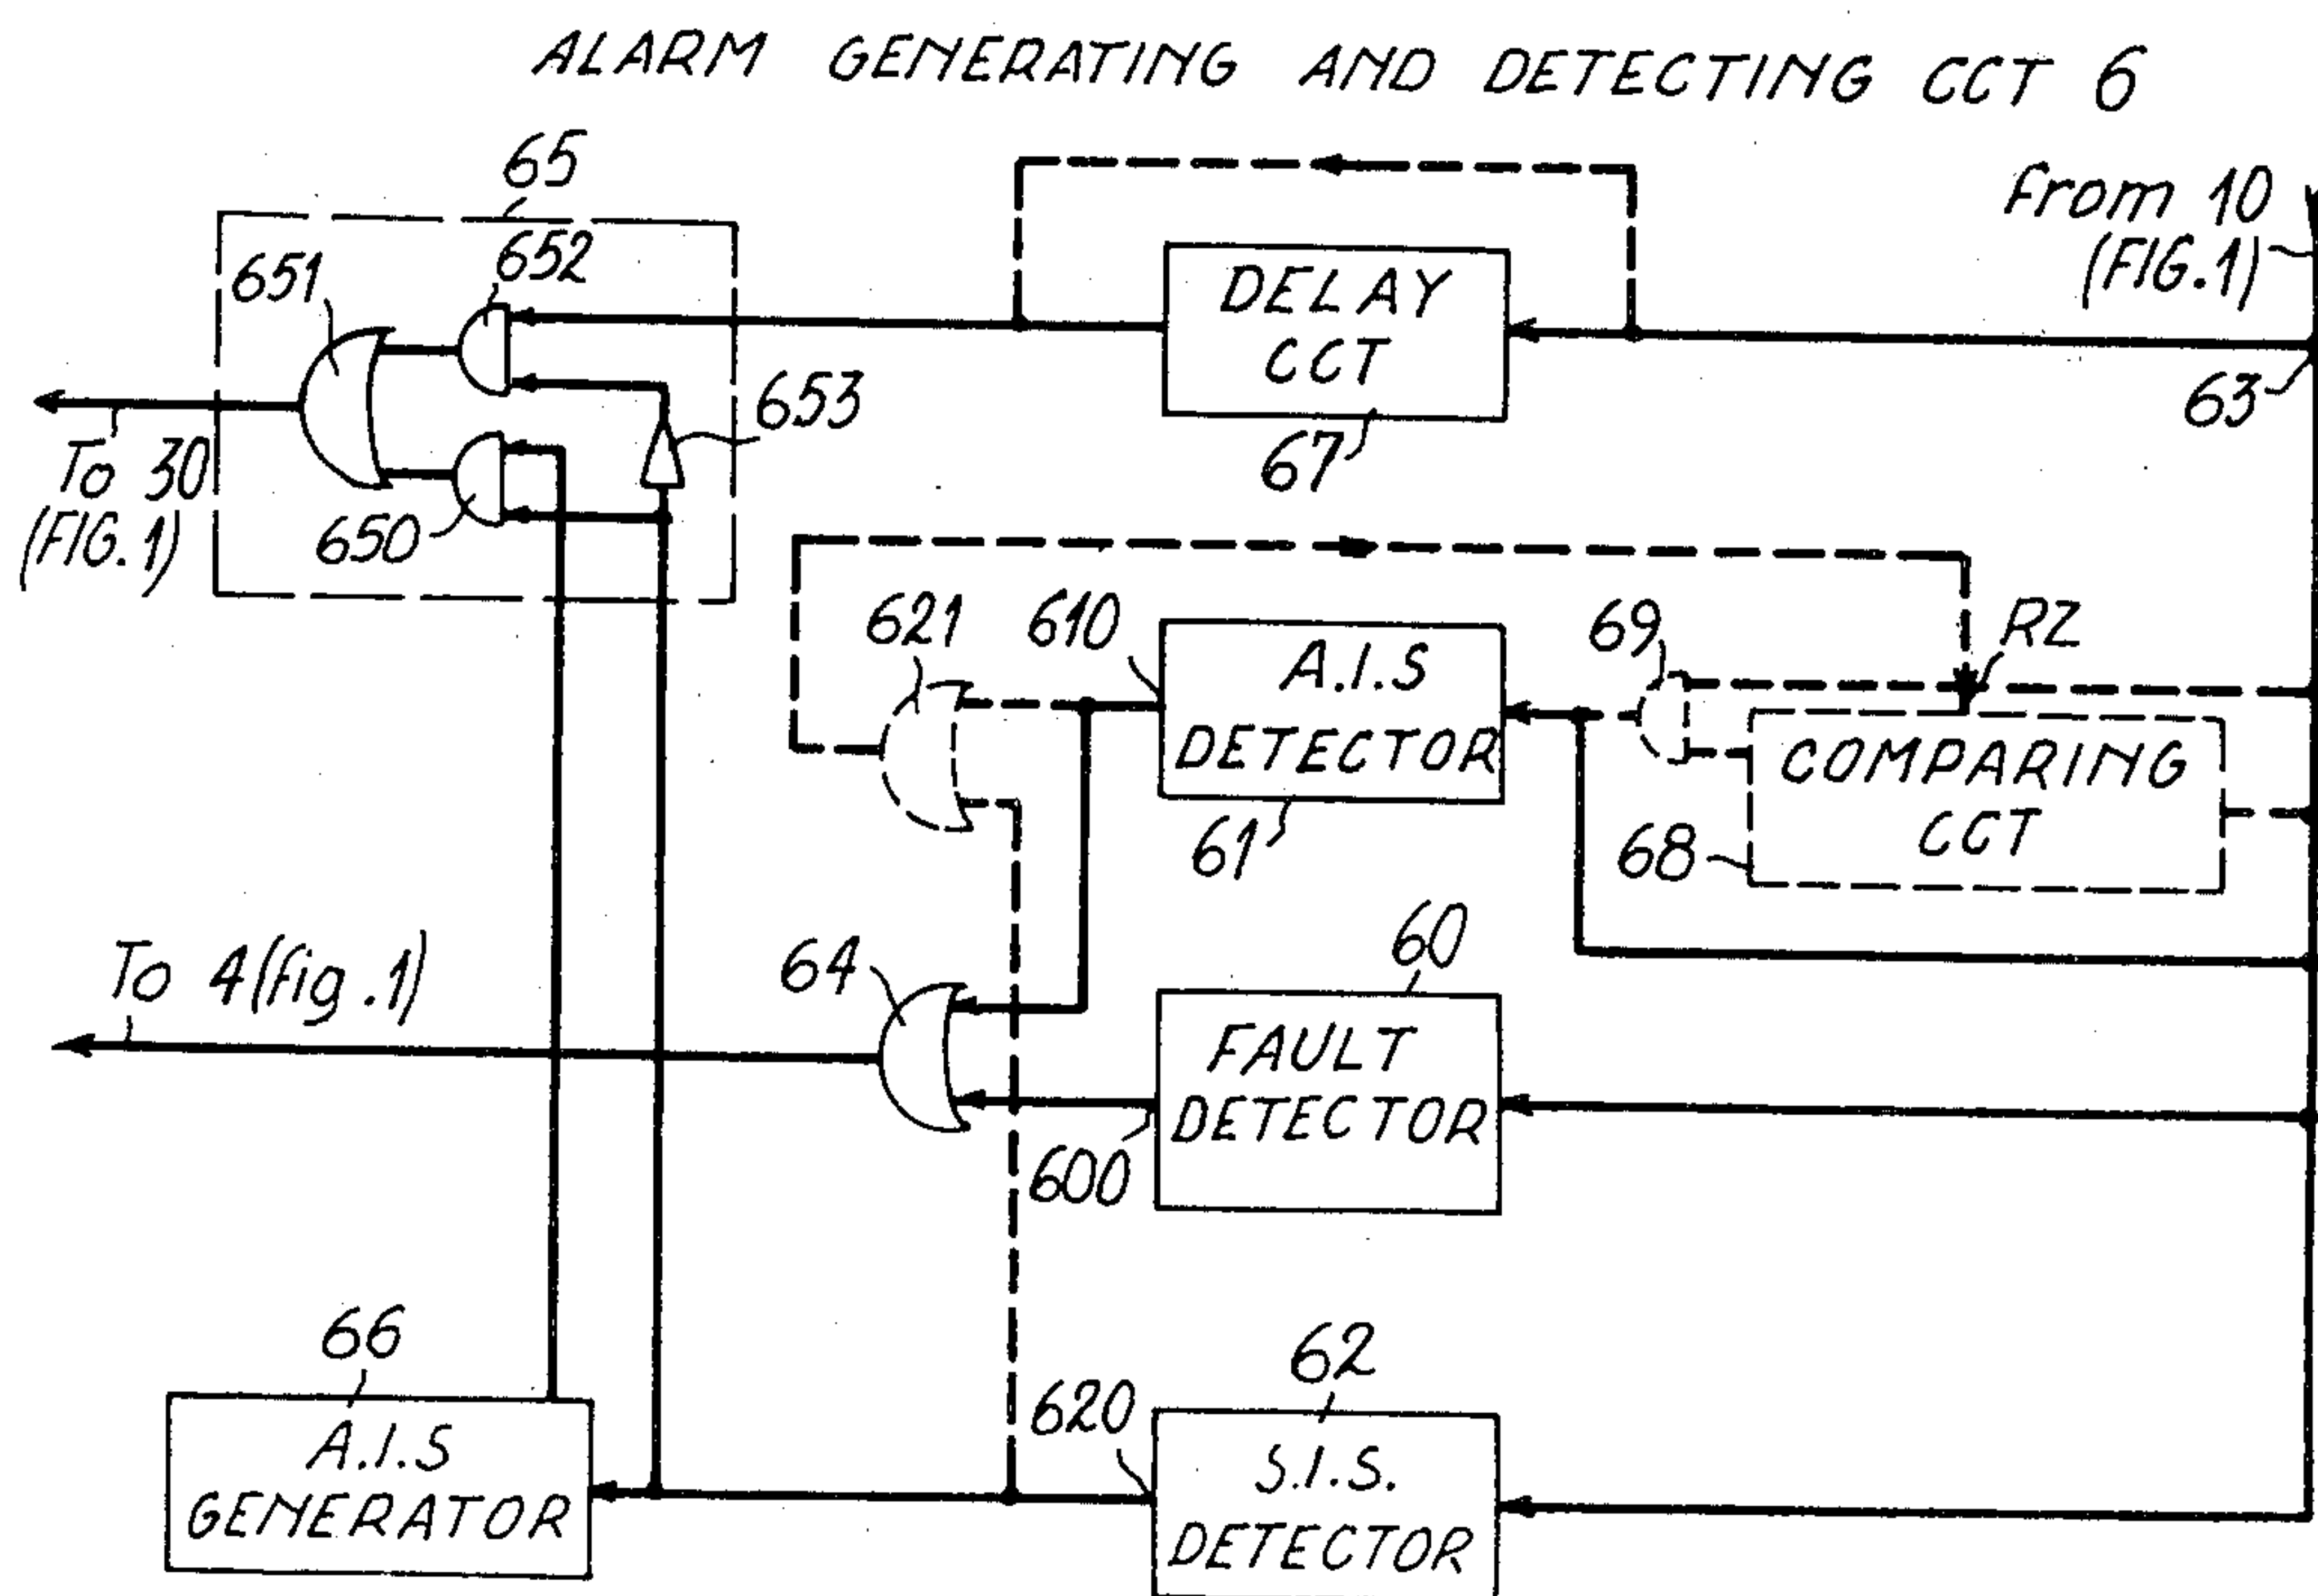 ALARM GENERATING AND DETECTING CCT 6
65
from 10
(FIG.1)
652
651
DELAY
CCT
653
63
67
To 30
(FIG.1)
650
621
610
69
RZ
A.I.S
DETECTOR
COMPARING
CCT
61
68
60
64
To 4(fig.1)
FAULT
DETECTOR
600
66
62
620
A.I.S
GENERATOR
S.I.S.
DETECTOR